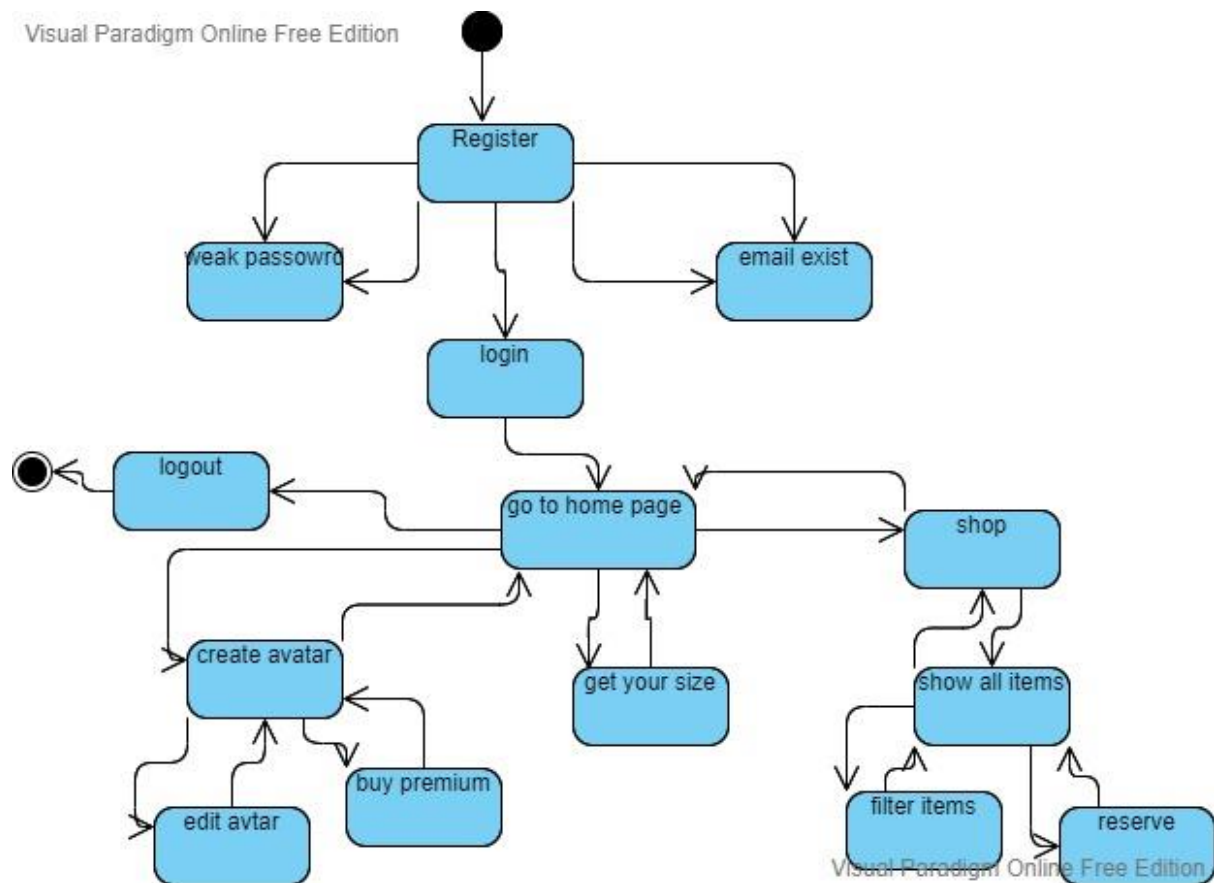 Visual Paradigm Online Free Edition
Register
weak passowrd
email exist
login
logout
go to home page
shop
create avatar
get your size
show all items
buy premium
filter items
edit avtar
reserve
Visual Paradigm Online Free Edition